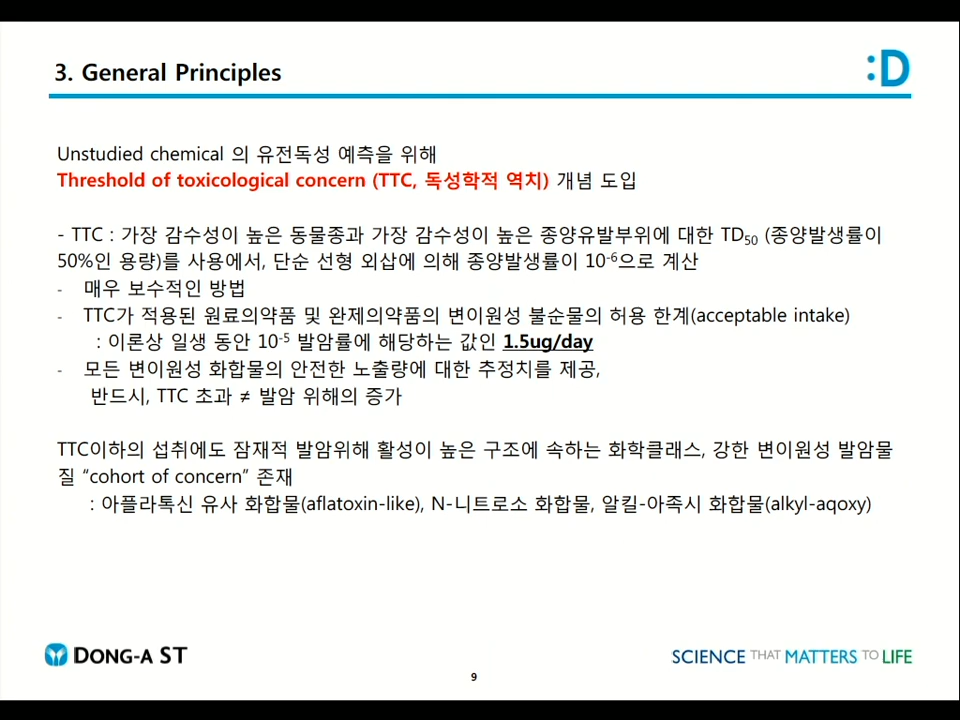 3. General Principles
:D
Unstudied chemical 의 유전독성 예측을 위해
Threshold of toxicological concern (TTC, 독성학적 역치) 개념 도입
- TTC : 가장 감수성이 높은 동물종과 가장 감수성이 높은 종양유발부위에 대한 TD50 (종양발생률이
50%인 용량)를 사용에서, 단순 선형 외삽에 의해 종양발생률이 10-6으로 계산
- 매우 보수적인 방법
- TTC가 적용된 원료의약품 및 완제의약품의 변이원성 불순물의 허용 한계(acceptable intake)
: 이론상 일생 동안 10-5 발암률에 해당하는 값인 1.5ug/day
- 모든 변이원성 화합물의 안전한 노출량에 대한 추정치를 제공,
반드시, TTC 초과 ≠ 발암 위해의 증가
TTC이하의 섭취에도 잠재적 발암위해 활성이 높은 구조에 속하는 화학클래스, 강한 변이원성 발암물
질 “cohort of concern” 존재
: 아플라톡신 유사 화합물(aflatoxin-like), N-니트로소 화합물, 알킬-아족시 화합물(alkyl-aqoxy)
DONG-A ST
SCIENCE THAT MATTERS TO LIFE
9